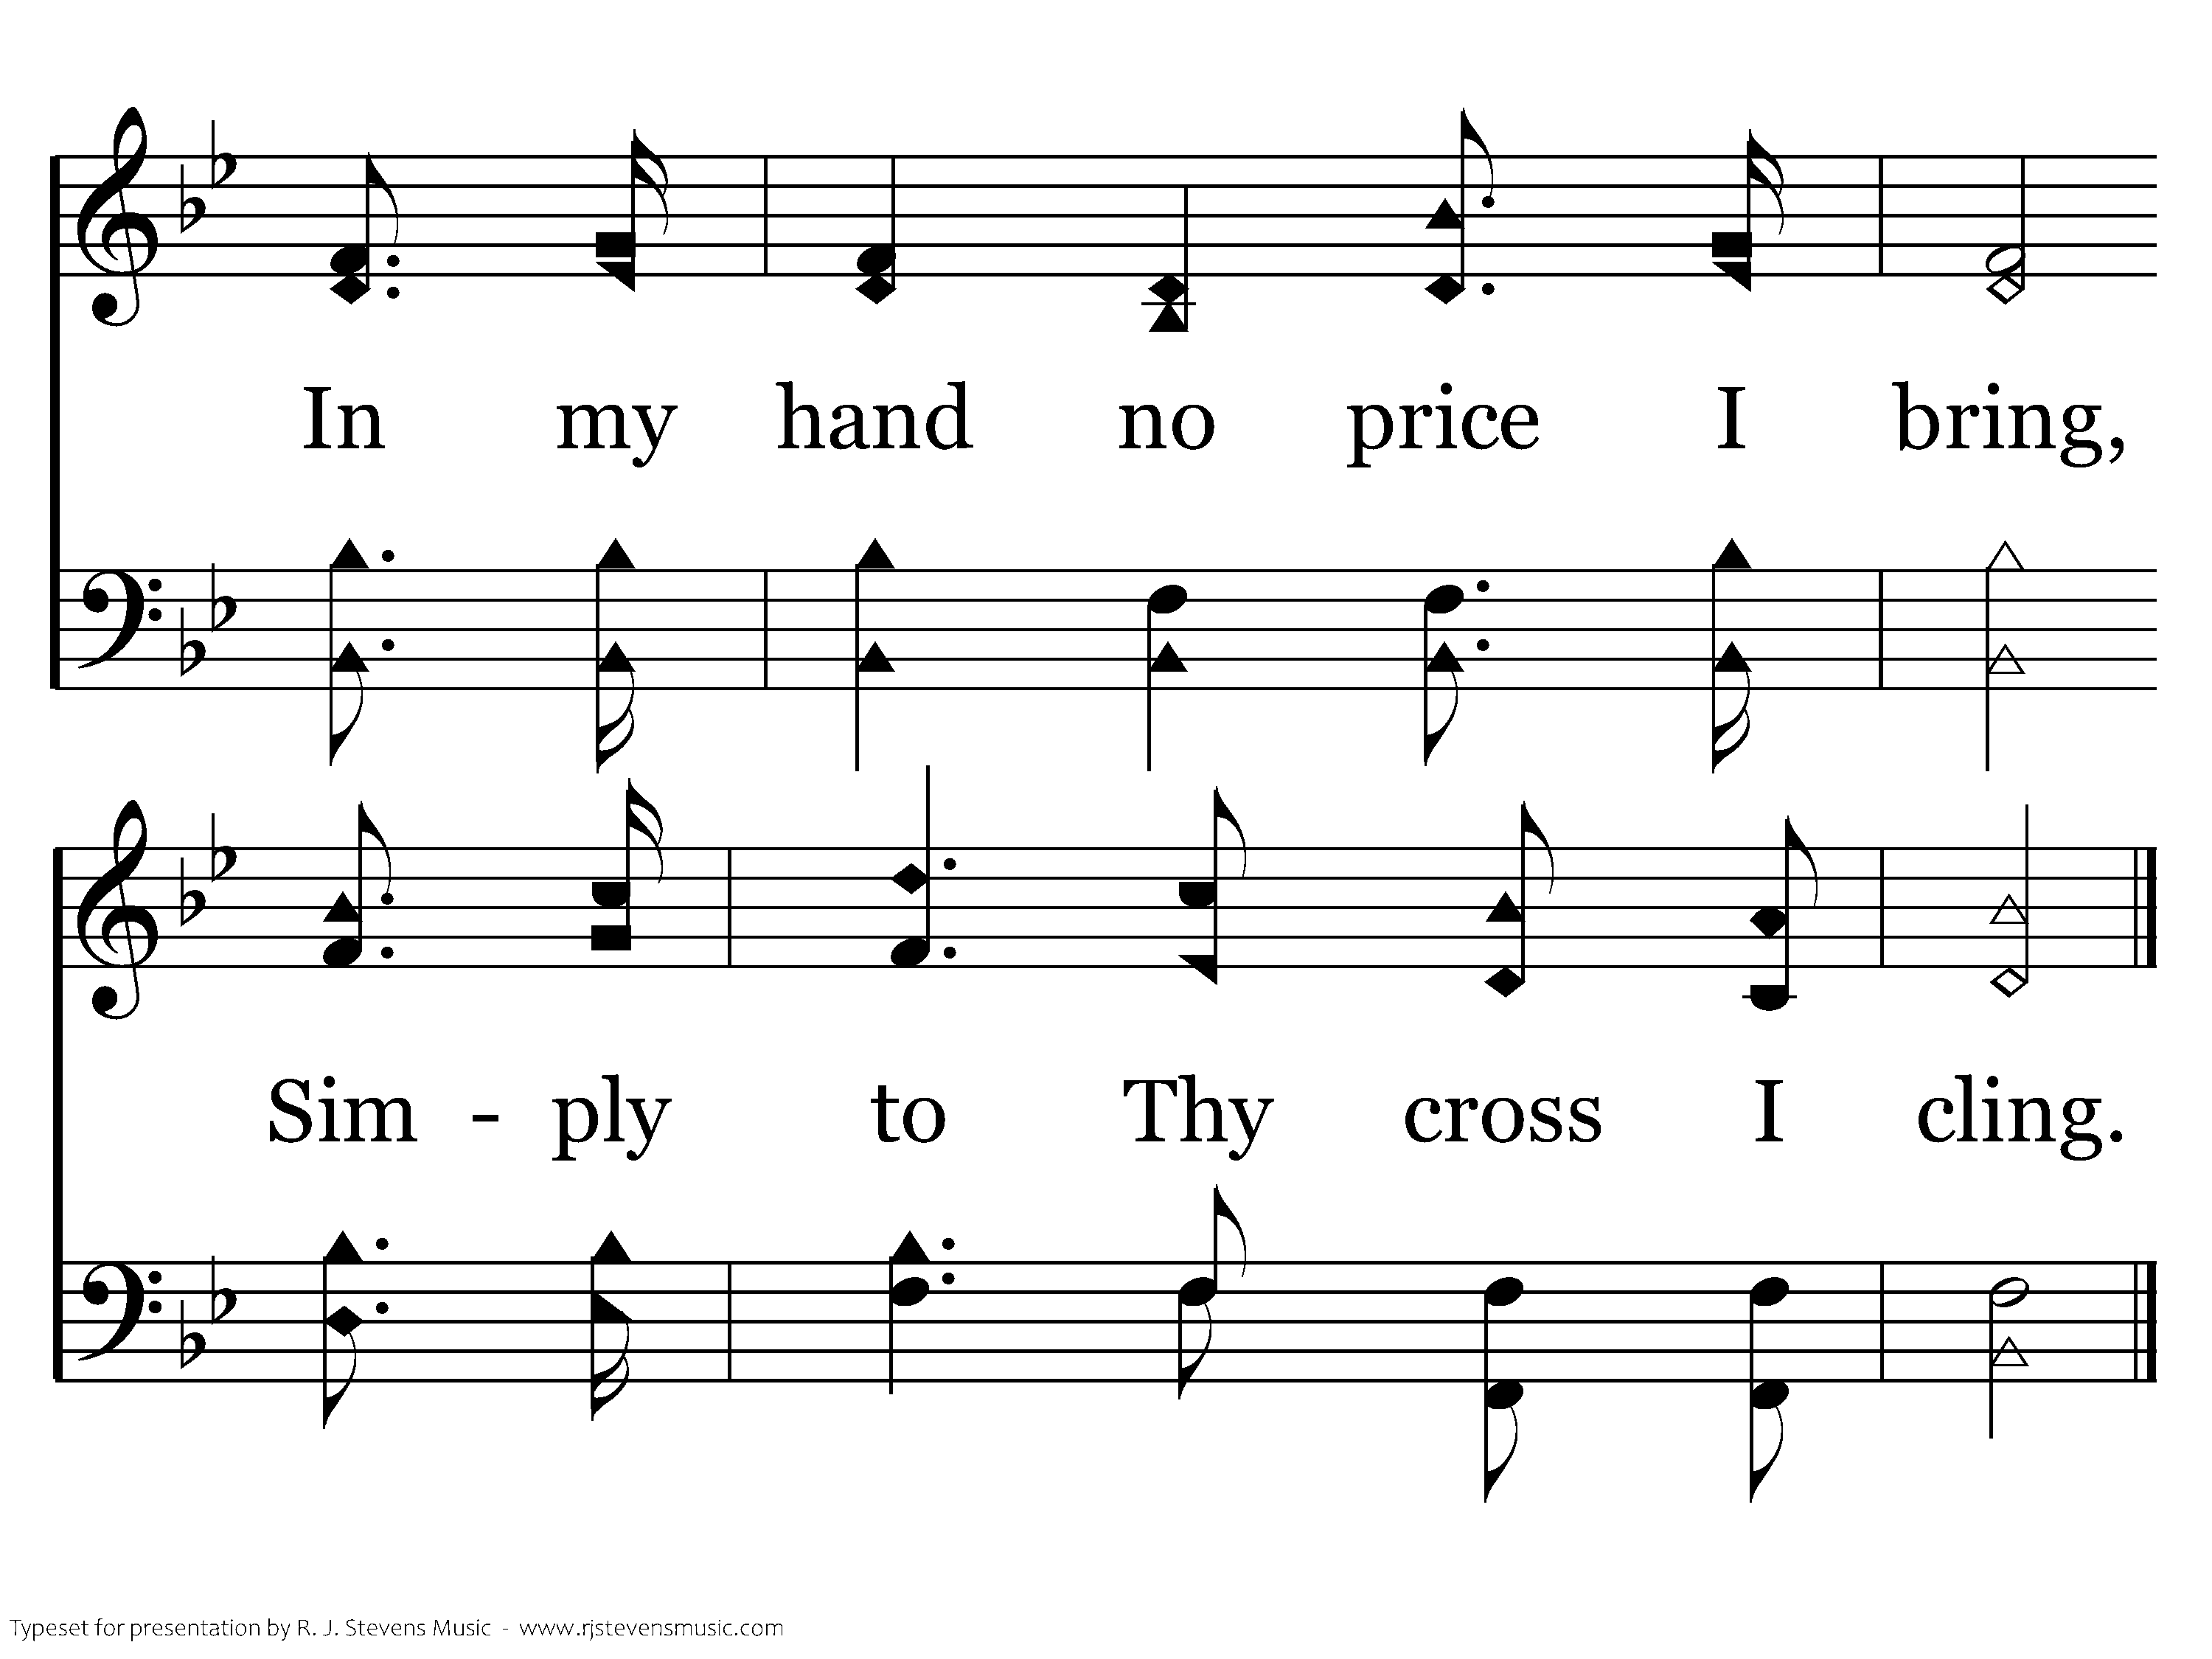 In my hand no price I bring,
Sim - ply to Thy cross I cling.
Typeset for presentation by R. J. Stevens Music - www.rjstevensmusic.com